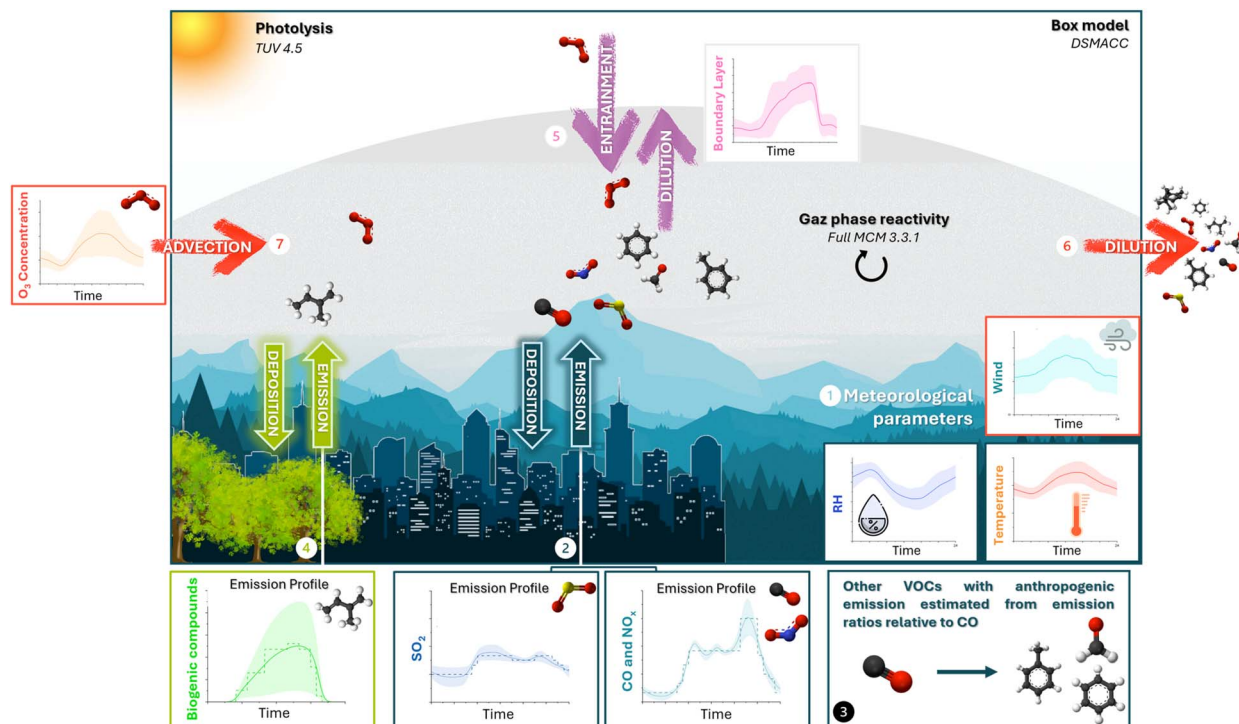 Photolysis
TUV 4.5
Box model
DSMACC
ENTRAINMENT
5
DILUTION
Boundary Layer
Time
O₃ Concentration
Time
ADVECTION
7
Gaz phase reactivity
Full MCM 3.3.1
6
DILUTION
DEPOSITION
EMISSION
DEPOSITION
EMISSION
1 Meteorological
parameters
Wind
24
RH
%
Time
24
Temperature
Time
24
4
2
Emission Profile
Biogenic compounds
Time
Emission Profile
SO₂
Time
Emission Profile
CO and NOₓ
Time
Other VOCs with anthropogenic
emission estimated from emission
ratios relative to CO
3